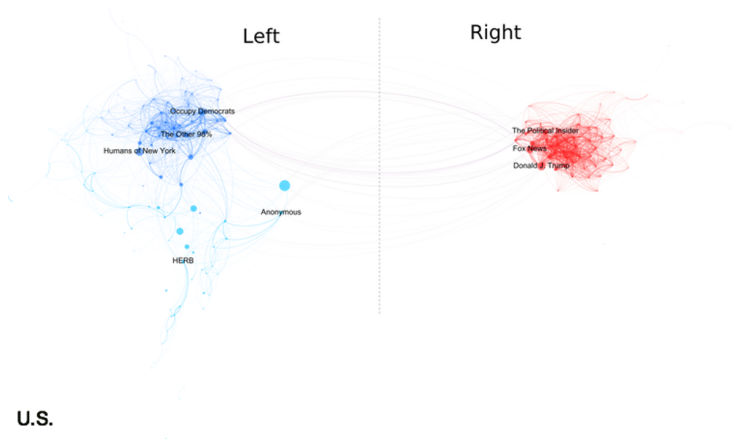 Left
Right
Occupy Democrats
The Other 98%
Humans of New York
The Political Insider
Fox News
Donald J. Trump
Anonymous
HERB
U.S.